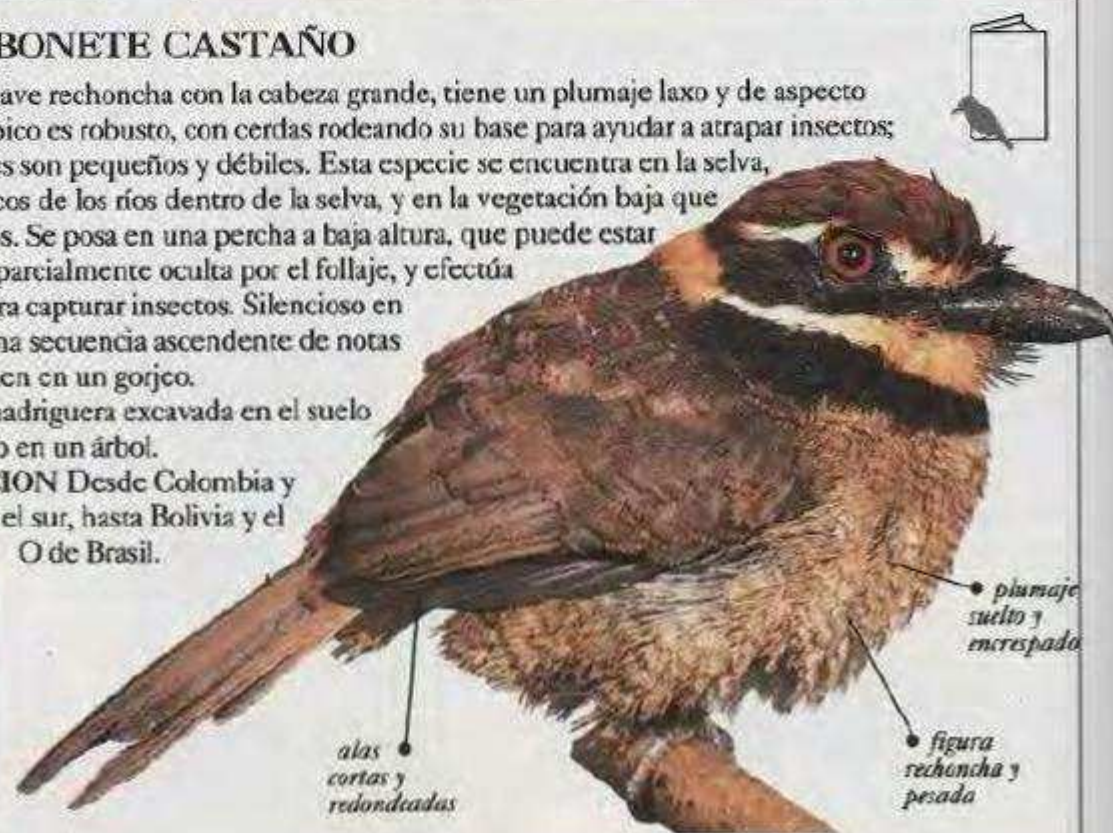 BONETE CASTAÑO
ave rechoncha con la cabeza grande, tiene un plumaje laxo y de aspecto
pico es robusto, con cerdas rodeando su base para ayudar a atrapar insectos;
es son pequeños y débiles. Esta especie se encuentra en la selva,
cos de los ríos dentro de la selva, y en la vegetación baja que
s. Se posa en una percha a baja altura, que puede estar
parcialmente oculta por el follaje, y efectúa
ra capturar insectos. Silencioso en
na secuencia ascendente de notas
en en un gorjeo.
madriguera excavada en el suelo
o en un árbol.
ION Desde Colombia y
el sur, hasta Bolivia y el
O de Brasil.
plumaje
suelto y
encrespado
alas
cortas y
redondeadas
figura
rechoncha y
pesada